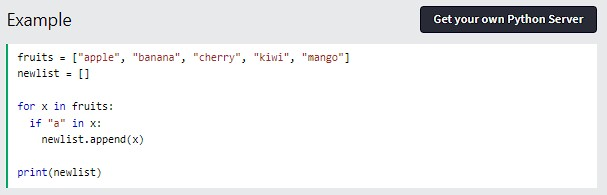 Example
Get your own Python Server
fruits = ["apple", "banana", "cherry", "kiwi", "mango"]
newlist = []
for x in fruits:
  if "a" in x:
    newlist.append(x)
print(newlist)